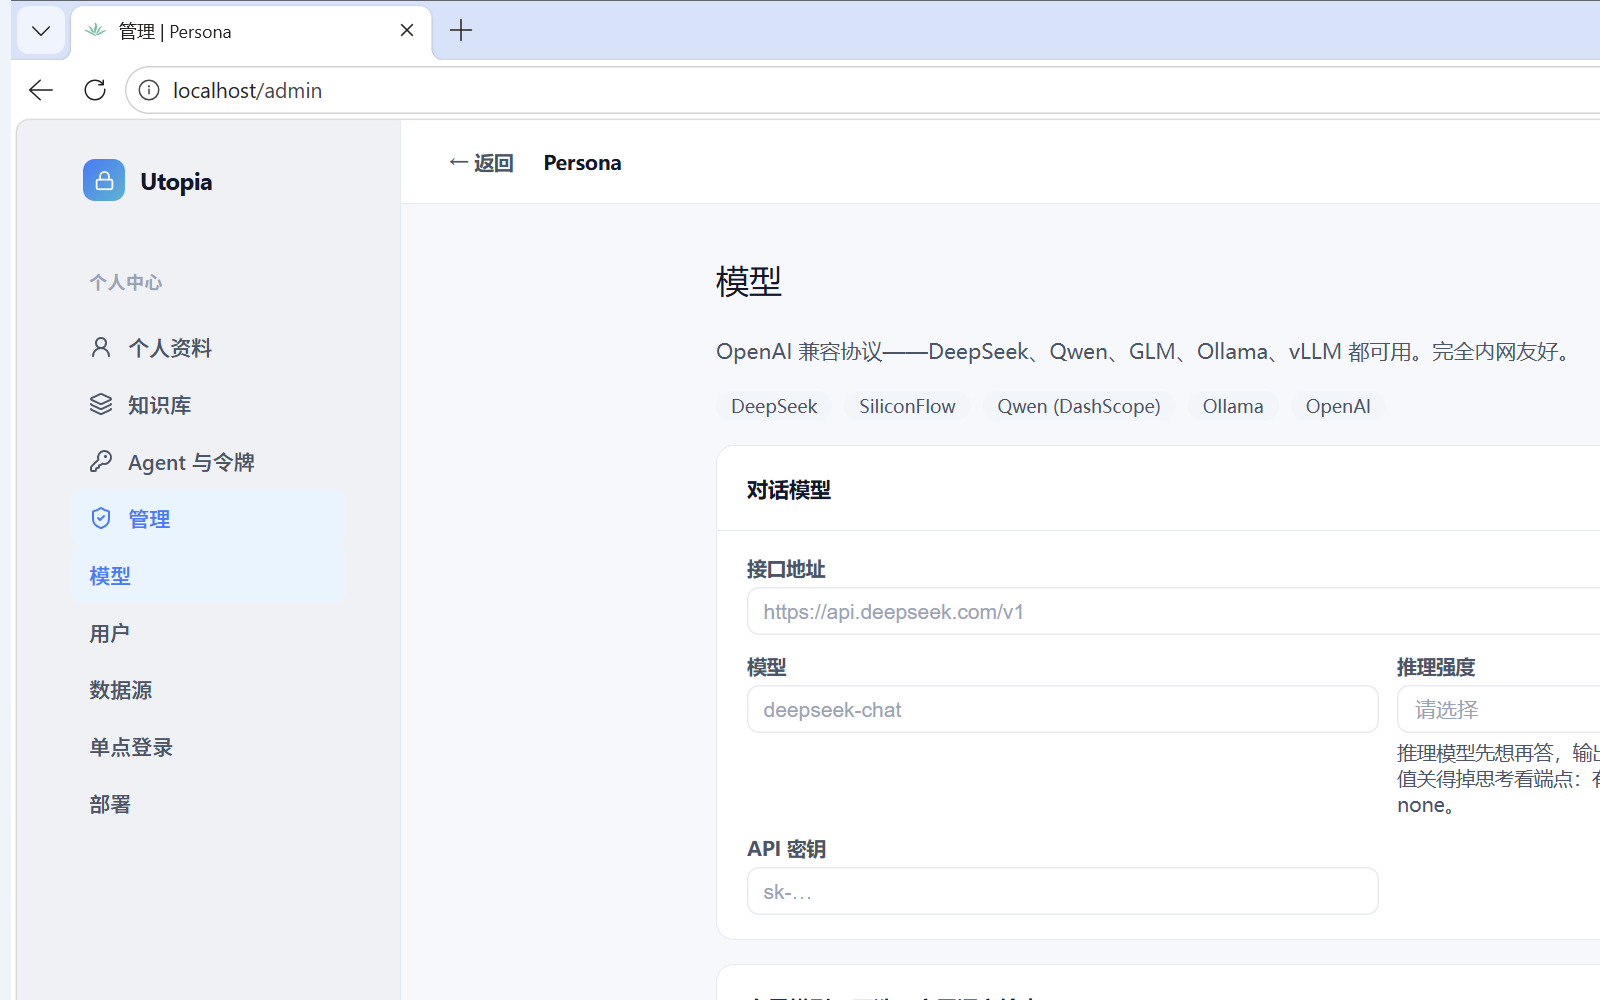 管理 | Persona
localhost/admin
Utopia
← 返回 Persona
个人中心
个人资料
知识库
Agent 与令牌
管理
模型
用户
数据源
单点登录
部署
模型
OpenAI 兼容协议——DeepSeek、Qwen、GLM、Ollama、vLLM 都可用。完全内网友好。
DeepSeek SiliconFlow Qwen (DashScope) Ollama OpenAI
对话模型
接口地址
https://api.deepseek.com/v1
模型
deepseek-chat
推理强度
请选择
推理模型先想再答，输出
值关得掉思考看端点：有
none。
API 密钥
sk-...